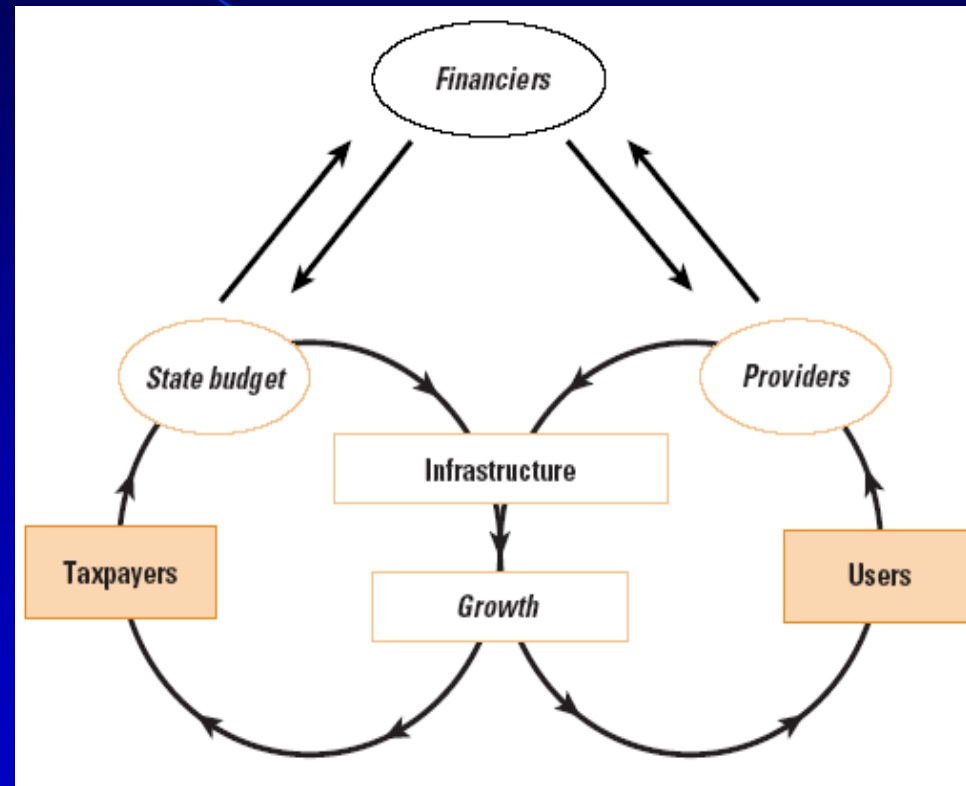 Financiers
State budget
Providers
Infrastructure
Taxpayers
Users
Growth